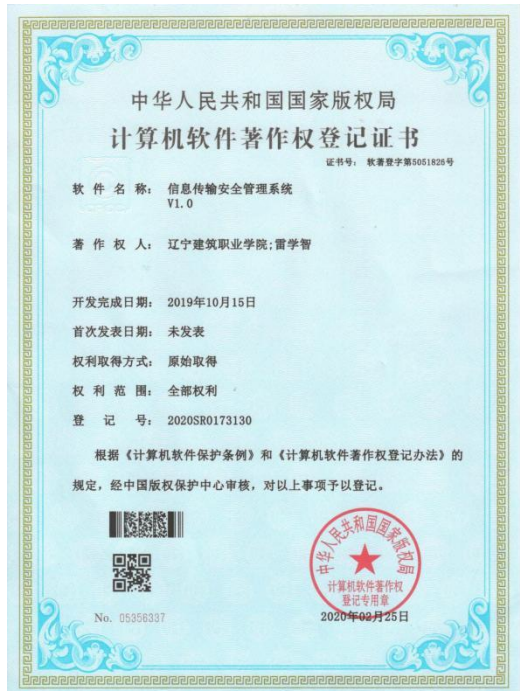 中华人民共和国国家版权局
计算机软件著作权登记证书
证书号： 软著登字第5051826号
软件名称： 信息传输安全管理系统
V1.0
著作权人： 辽宁建筑职业学院;雷学智
开发完成日期： 2019年10月15日
首次发表日期： 未发表
权利取得方式： 原始取得
权利范围： 全部权利
登记号： 2020SR0173130
根据《计算机软件保护条例》和《计算机软件著作权登记办法》的
规定，经中国版权保护中心审核，对以上事项予以登记。
中华人民共和国国家版权局
计算机软件著作权
登记专用章
No. 05356337
2020年02月25日